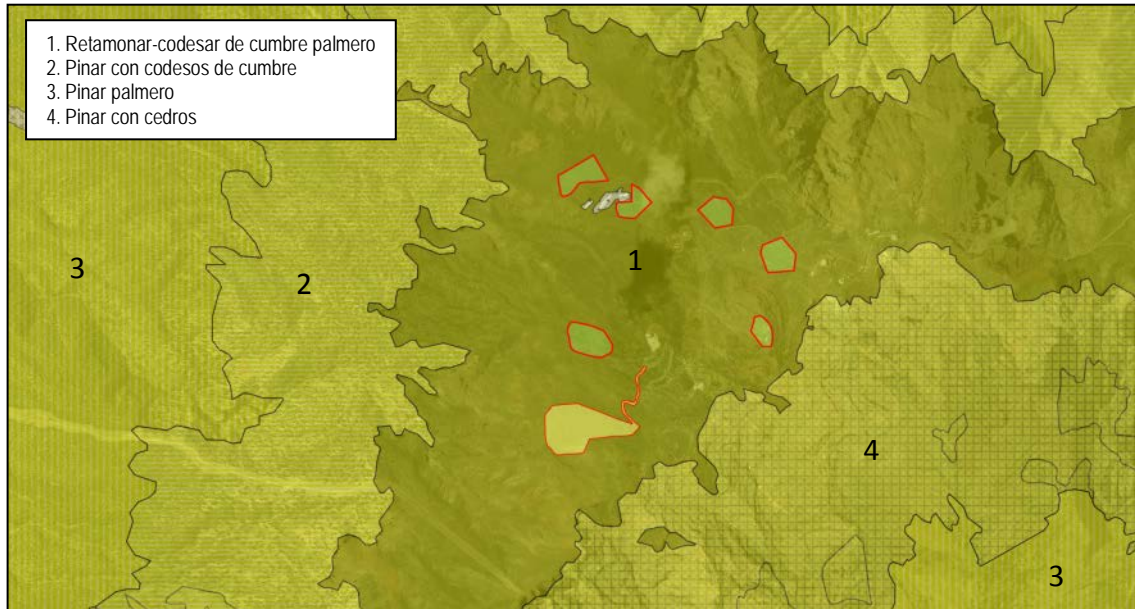 1. Retamonar-codesar de cumbre palmero
2. Pinar con codesos de cumbre
3. Pinar palmero
4. Pinar con cedros
3
2
1
4
3